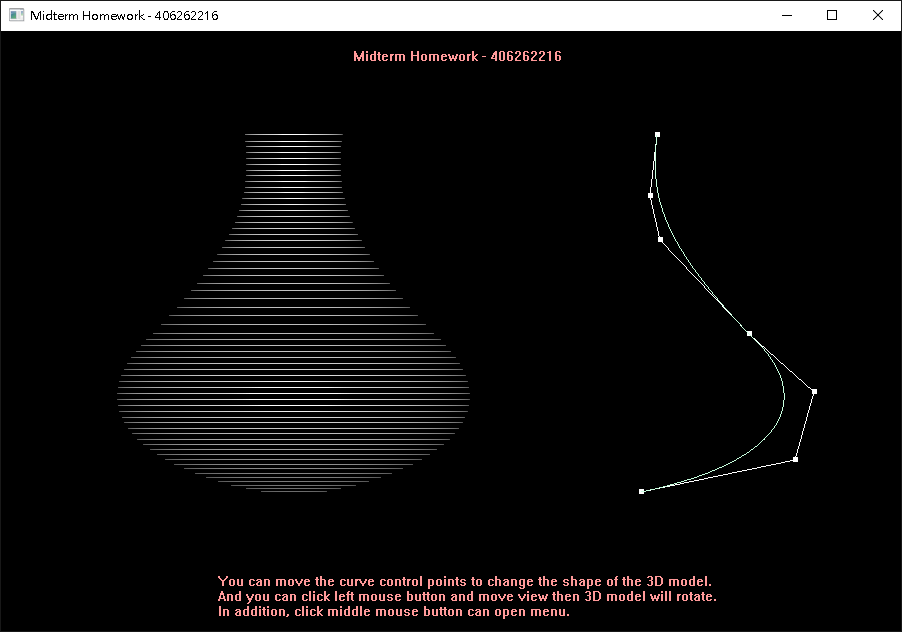 Midterm Homework - 406262216
Midterm Homework - 406262216
You can move the curve control points to change the shape of the 3D model.
And you can click left mouse button and move view then 3D model will rotate.
In addition, click middle mouse button can open menu.